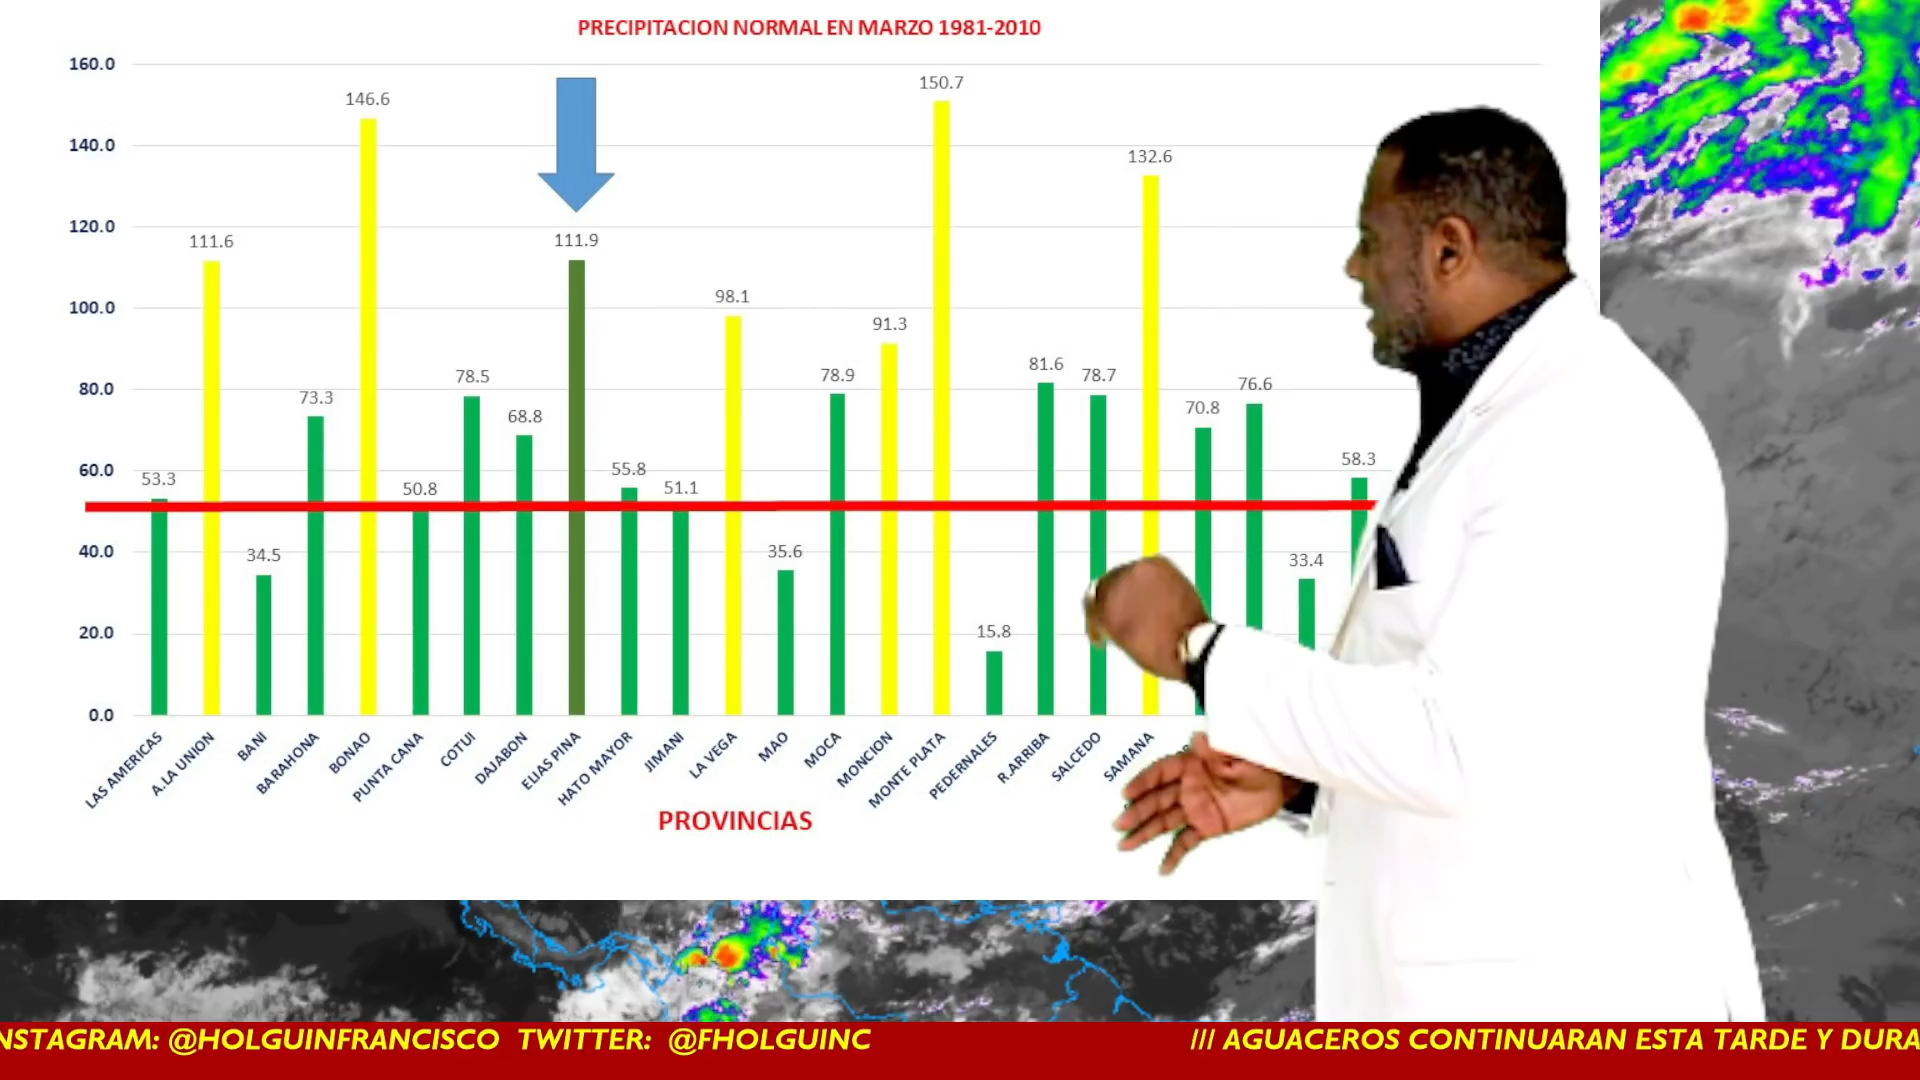 PRECIPITACION NORMAL EN MARZO 1981-2010
160.0
140.0
120.0
100.0
80.0
60.0
40.0
20.0
0.0
53.3
111.6
34.5
73.3
146.6
50.8
78.5
68.8
111.9
55.8
51.1
98.1
35.6
78.9
91.3
150.7
15.8
81.6
78.7
132.6
70.8
76.6
33.4
58.3
LAS AMERICAS
A.LA UNION
BANI
BARAHONA
BONAO
PUNTA CANA
COTUI
DAJABON
ELIAS PINA
HATO MAYOR
JIMANI
LA VEGA
MAO
MOCA
MONCION
MONTE PLATA
PEDERNALES
R.ARRIBA
SALCEDO
SAMANA
PROVINCIAS
NSTAGRAM: @HOLGUINFRANCISCO TWITTER: @FHOLGUINC /// AGUACEROS CONTINUARAN ESTA TARDE Y DURA